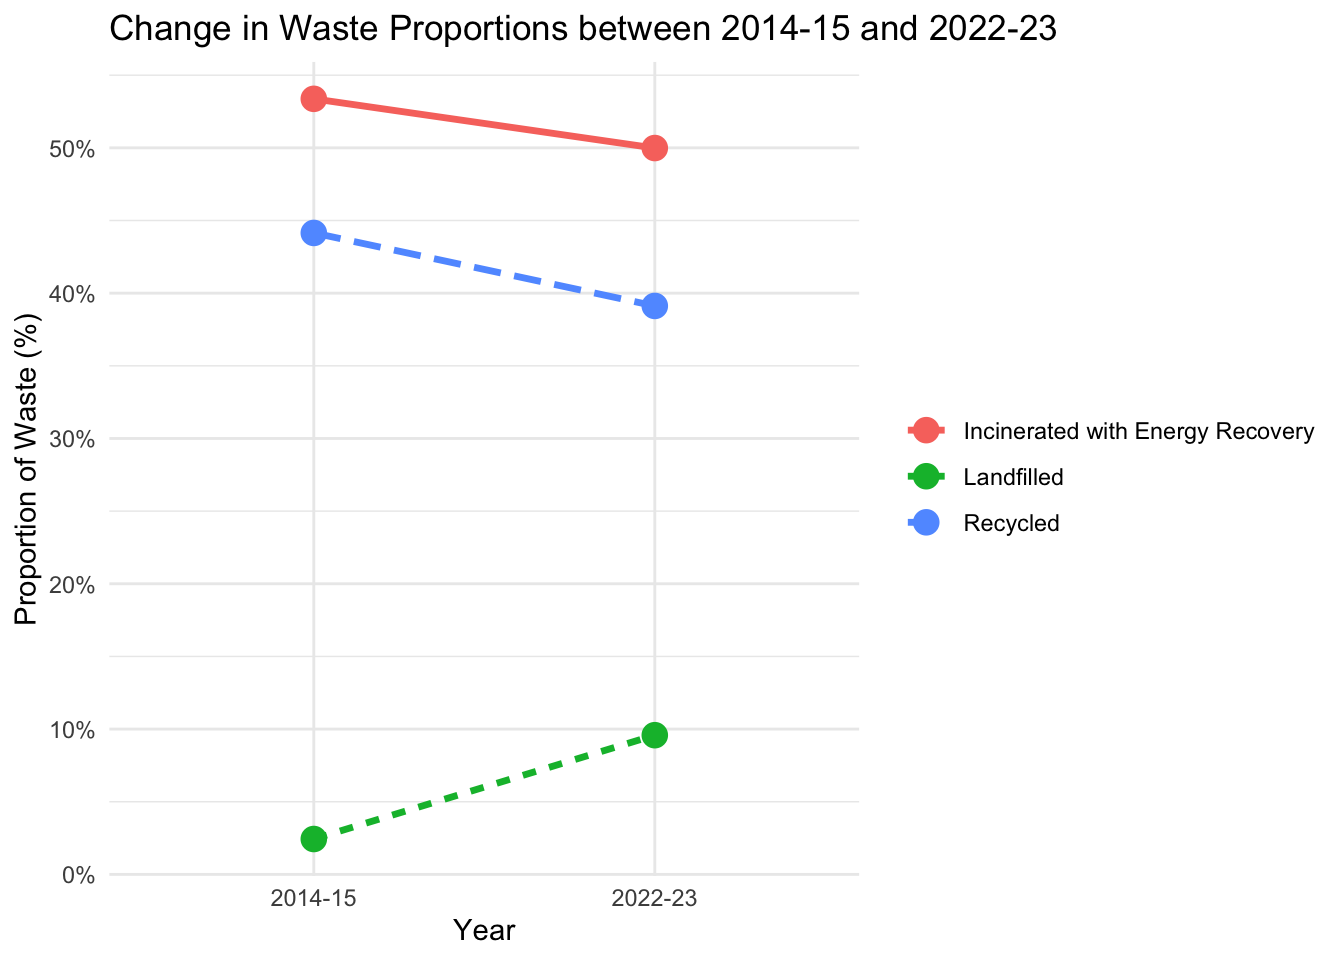 Change in Waste Proportions between 2014-15 and 2022-23
Proportion of Waste (%)
50%
40%
30%
20%
10%
0%
2014-15
2022-23
Year
Incinerated with Energy Recovery
Landfilled
Recycled